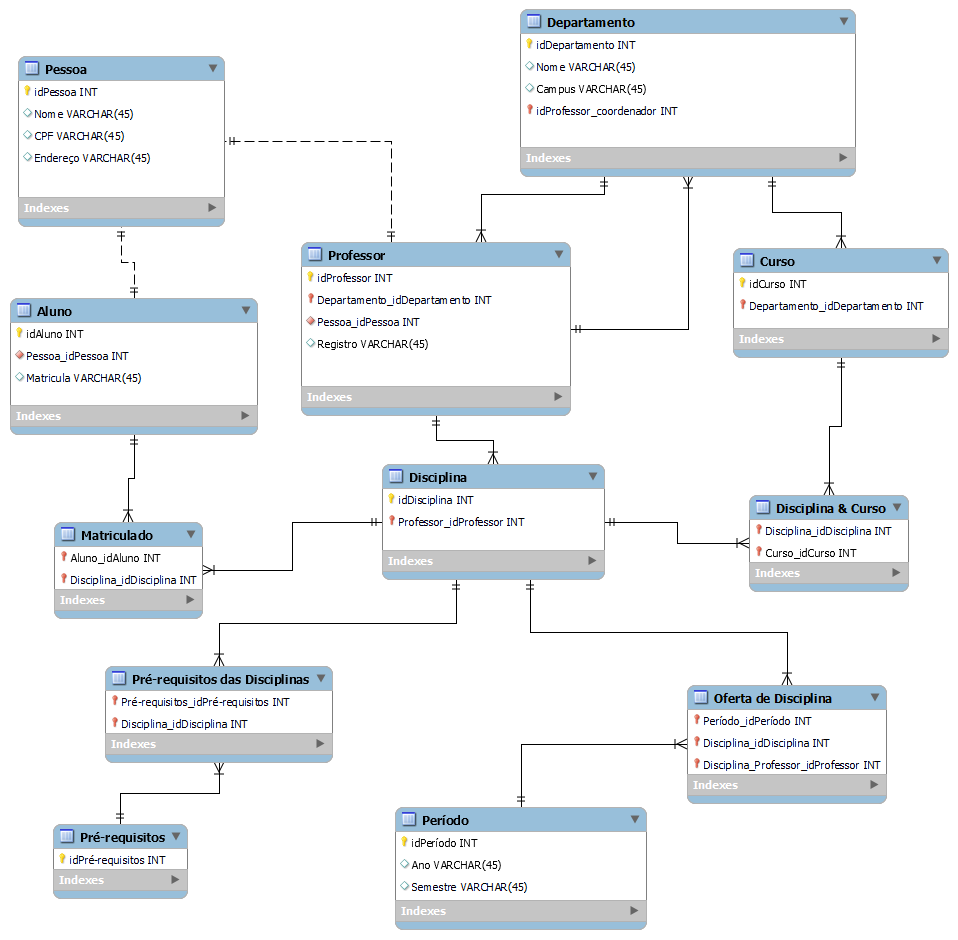 Departamento
idDepartamento INT
Nome VARCHAR(45)
Campus VARCHAR(45)
idProfessor_coordenador INT
Indexes
Pessoa
idPessoa INT
Nome VARCHAR(45)
CPF VARCHAR(45)
Endereço VARCHAR(45)
Indexes
Professor
idProfessor INT
Departamento_idDepartamento INT
Pessoa_idPessoa INT
Registro VARCHAR(45)
Indexes
Curso
idCurso INT
Departamento_idDepartamento INT
Indexes
Aluno
idAluno INT
Pessoa_idPessoa INT
Matricula VARCHAR(45)
Indexes
Disciplina
idDisciplina INT
Professor_idProfessor INT
Indexes
Disciplina & Curso
Disciplina_idDisciplina INT
Curso_idCurso INT
Indexes
Matriculado
Aluno_idAluno INT
Disciplina_idDisciplina INT
Indexes
Pré-requisitos das Disciplinas
Pré-requisitos_idPré-requisitos INT
Disciplina_idDisciplina INT
Indexes
Oferta de Disciplina
Período_idPeríodo INT
Disciplina_idDisciplina INT
Disciplina_Professor_idProfessor INT
Indexes
Período
idPeríodo INT
Ano VARCHAR(45)
Semestre VARCHAR(45)
Indexes
Pré-requisitos
idPré-requisitos INT
Indexes